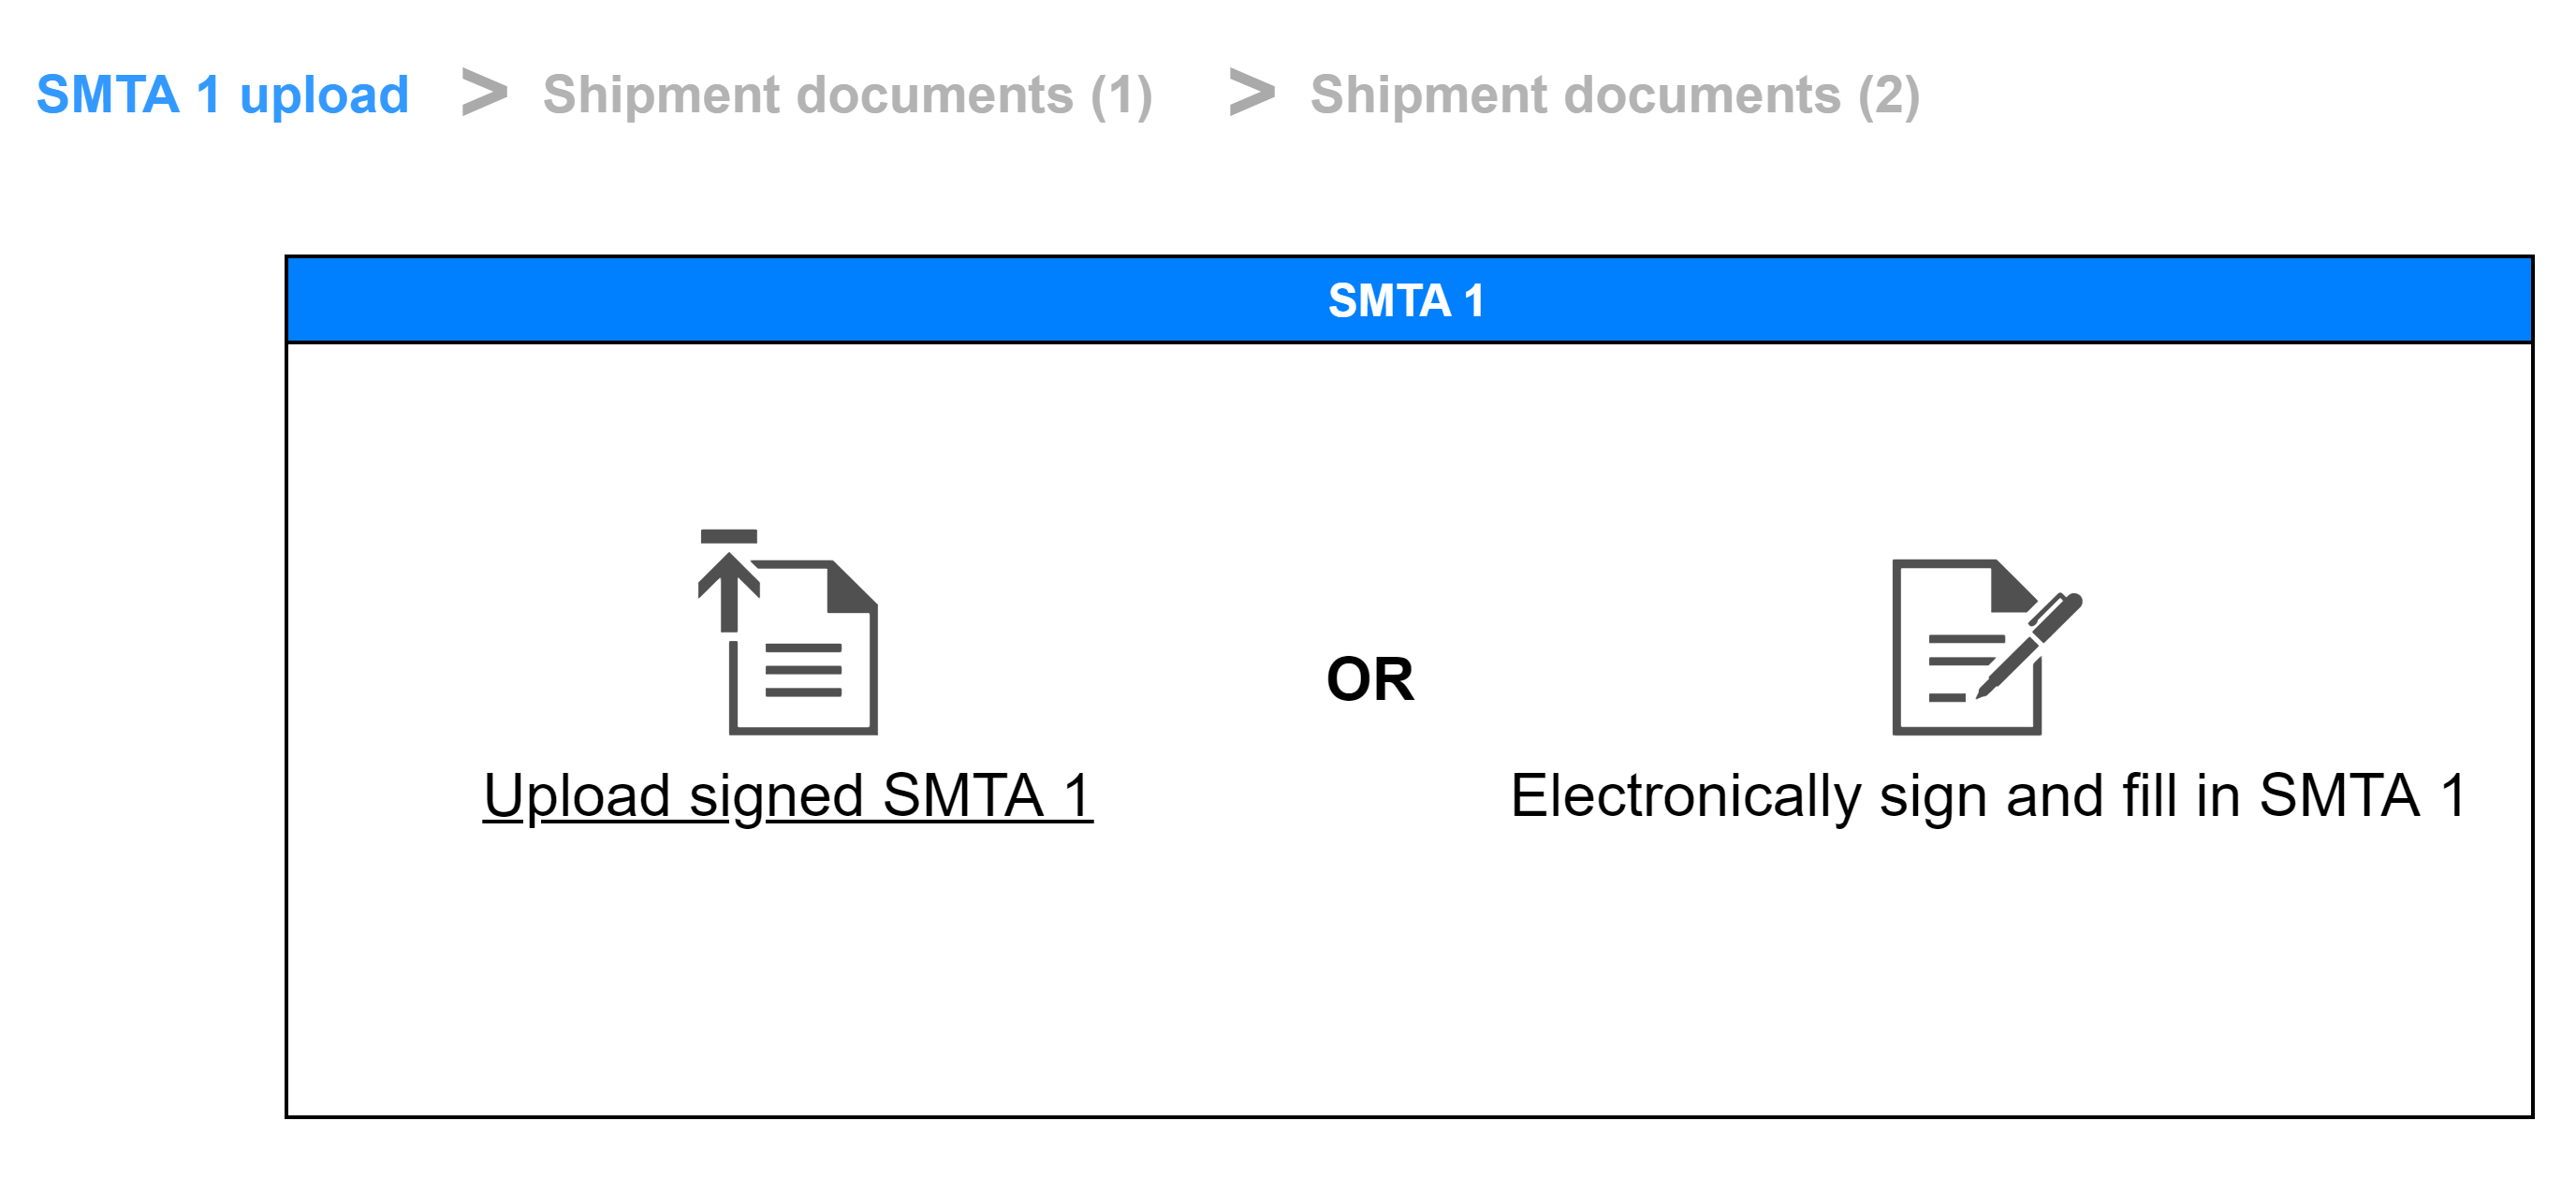 SMTA 1 upload > Shipment documents (1) > Shipment documents (2)
SMTA 1
OR
Upload signed SMTA 1
Electronically sign and fill in SMTA 1